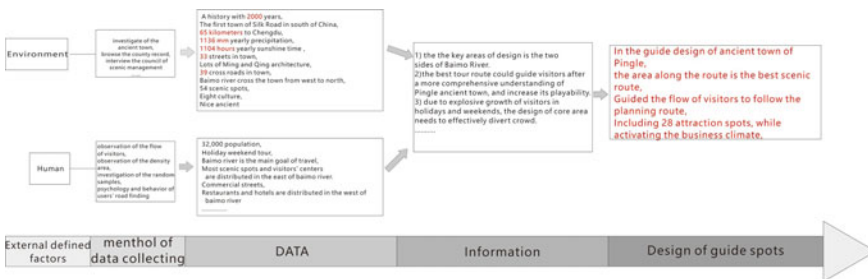 Environment
investigate of the
ancient town,
browse the county record,
interview the council of
scenic management
......
A history with 2000 years,
The first town of Silk Road in south of China,
65 kilometers to Chengdu,
1136 mm yearly precipitation,
1104 hours yearly sunshine time ,
33 streets in town,
Lots of Ming and Qing architecture,
39 cross roads in town,
Baimo river cross the town from west to north,
54 scenic spots,
Eight culture,
Nice ancient
1) the the key areas of design is the two
sides of Baimo River.
2)the best tour route could guide visitors after
a more comprehensive understanding of
Pingle ancient town, and increase its playability.
3) due to explosive growth of visitors in
holidays and weekends, the design of core area
needs to effectively divert crowd.
..........
In the guide design of ancient town of
Pingle,
the area along the route is the best scenic
route,
Guided the flow of visitors to follow the
planning route,
Including 28 attraction spots, while
activating the business climate,
Human
observation of the flow
of visitors,
observation of the density
area,
investigation of the random
samples,
psychology and behavior of
users' road finding
32,000 population,
Holiday weekend tour,
Baimo river is the main goal of travel,
Most scenic spots and visitors' centers
are distributed in the east of baimo river.
Commercial streets,
Restaurants and hotels are distributed in the west of
baimo river
..............
External defined
factors
menthol of
data collecting
DATA
Information
Design of guide spots